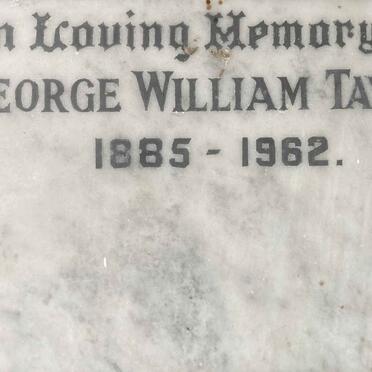 n Loving Memory
EORGE WILLIAM TA
1885 - 1962.